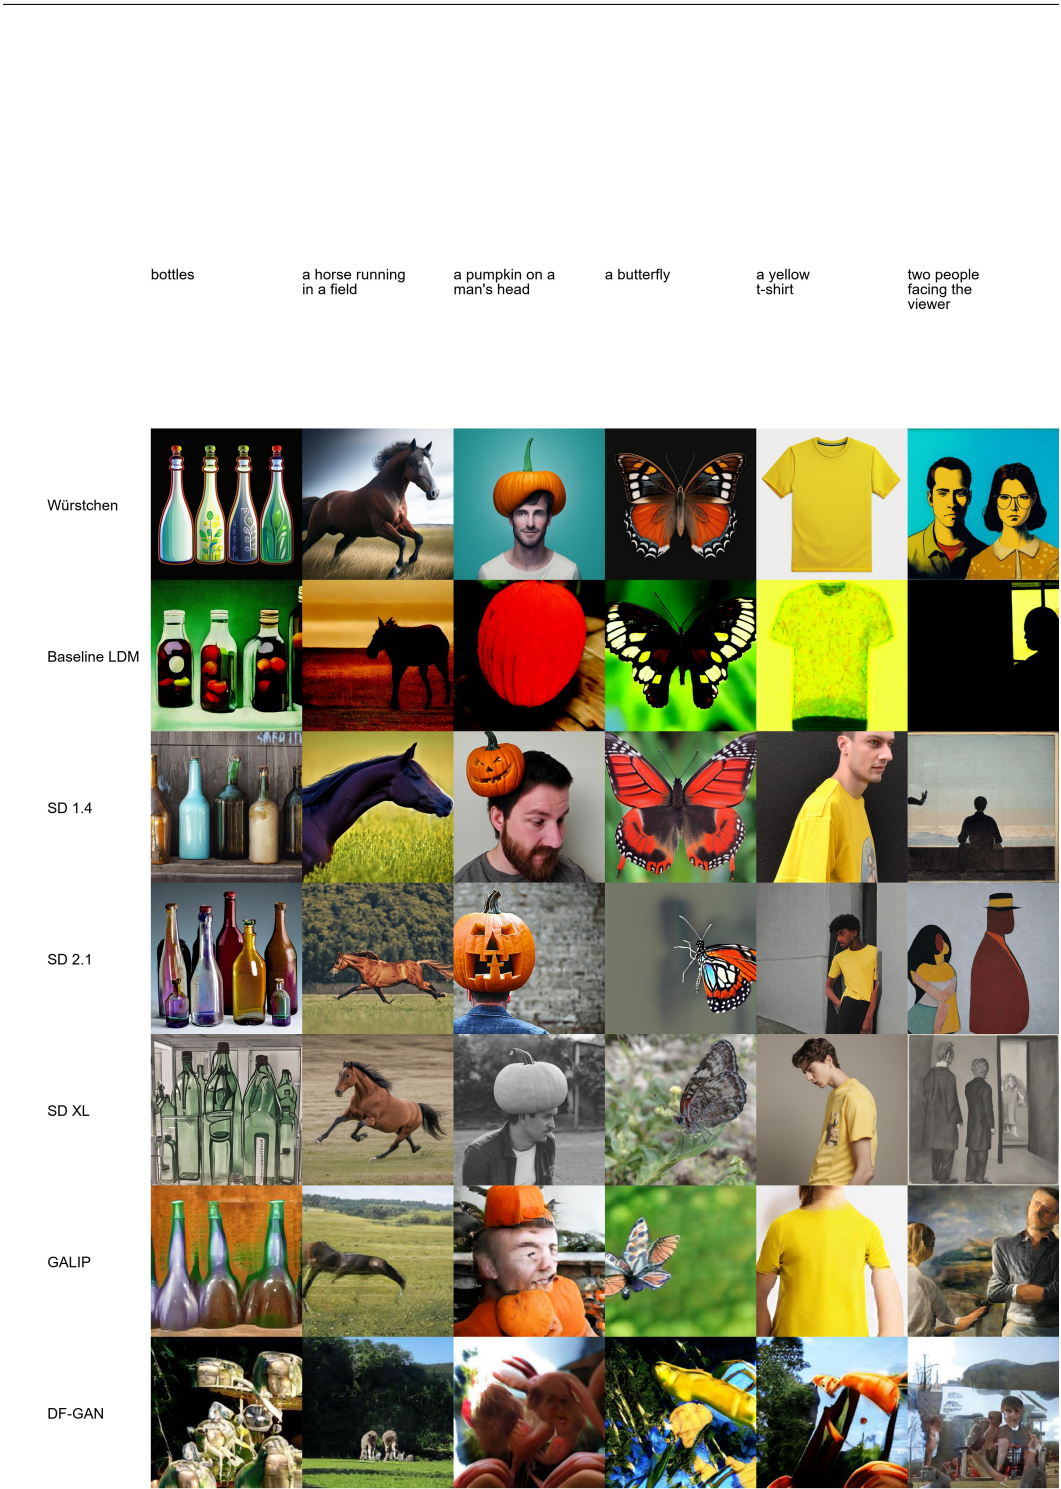 bottles
a horse running
in a field
a pumpkin on a
man's head
a butterfly
a yellow
t-shirt
two people
facing the
viewer
Würstchen
Baseline LDM
SD 1.4
SD 2.1
SD XL
GALIP
DF-GAN